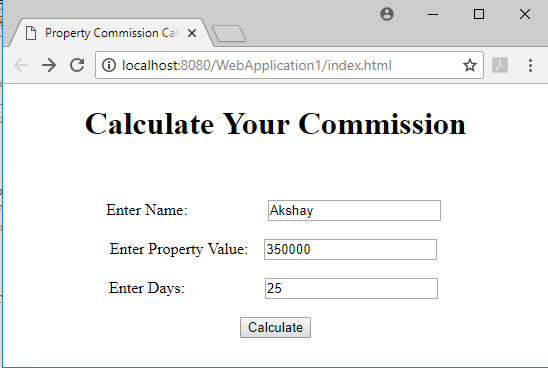 Property Commission Cal
localhost:8080/WebApplication1/index.html
Calculate Your Commission
Enter Name: Akshay
Enter Property Value: 350000
Enter Days: 25
Calculate